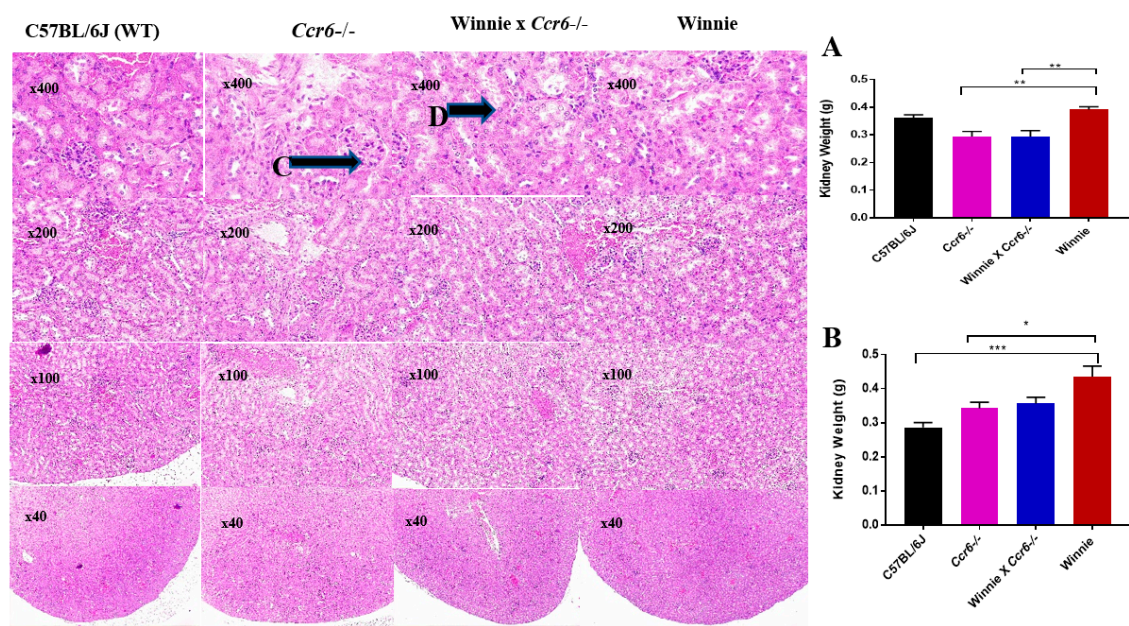 C57BL/6J (WT) Ccr6-/- Winnie x Ccr6-/- Winnie
x400 x400 x400 x400
D
C
x200 x200 x200 x200
x100 x100 x100 x100
x40 x40 x40 x40
A
**
**
0.5
0.4
0.3
0.2
0.1
0.0
Kidney Weight (g)
C57BL/6J
Ccr6-/-
Winnie X Ccr6-/-
Winnie
B
*
***
0.5
0.4
0.3
0.2
0.1
0.0
Kidney Weight (g)
C57BL/6J
Ccr6-/-
Winnie X Ccr6-/-
Winnie